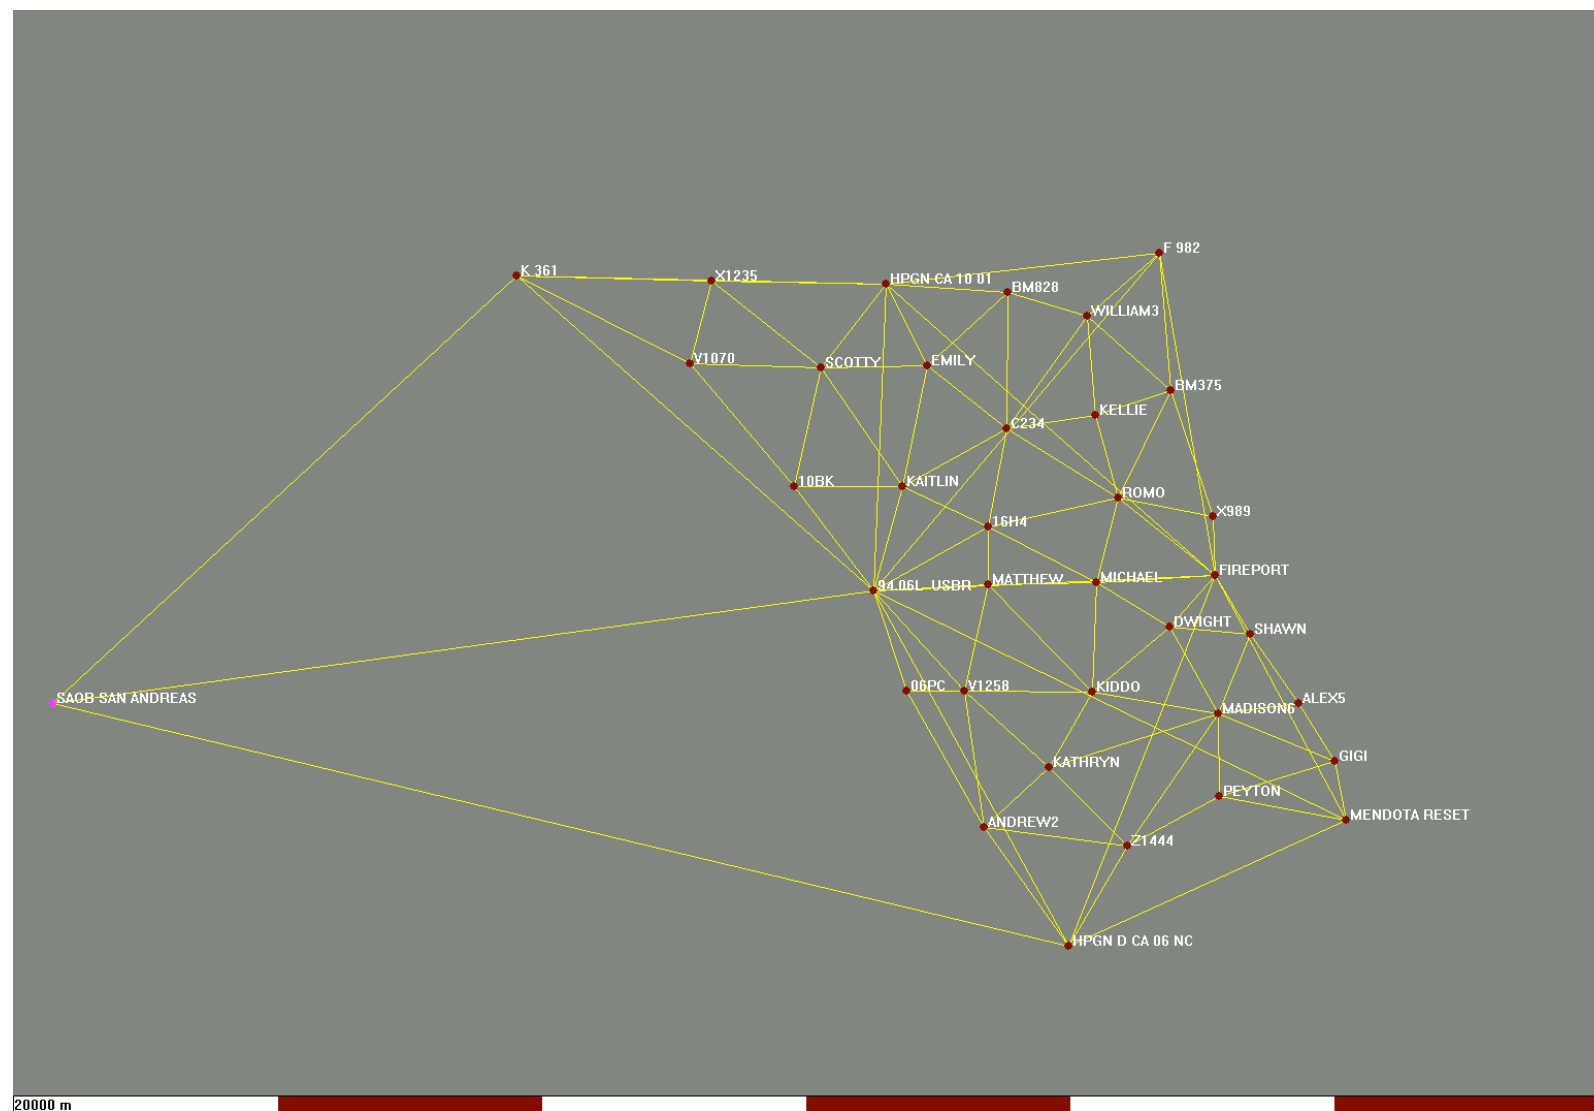 F 982
K 361
X1235
HPGN CA 10 01
BM828
WILLIAM3
V1070
SCOTTY
EMILY
BM375
KELLIE
C234
10BK
KAITLIN
ROMO
X989
16H4
FIREPORT
94.06L_USBR
MATTHEW
MICHAEL
DWIGHT
SHAWN
SAOB SAN ANDREAS
06PC
V1258
KIDDO
ALEX5
MADISON6
GIGI
KATHRYN
PEYTON
MENDOTA RESET
ANDREW2
Z1444
HPGN D CA 06 NC
20000 m